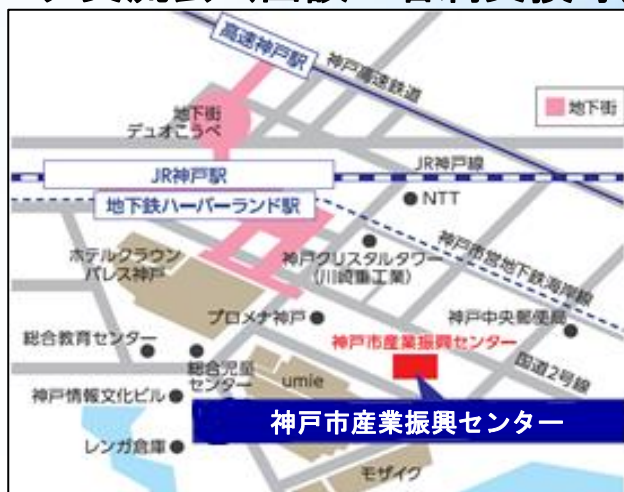 高速神戸駅
神戸高速鉄道
地下街
デュオこうべ
地下街
JR神戸駅
JR神戸線
地下鉄ハーバーランド駅
NTT
神戸市営地下鉄海岸線
ホテルクラウン
パレス神戸
神戸クリスタルタワー
(川崎重工業)
プロメナ神戸
神戸中央郵便局
神戸市産業振興センター
国道2号線
総合教育センター
総合児童
センター
umie
神戸情報文化ビル
神戸市産業振興センター
レンガ倉庫
モザイク